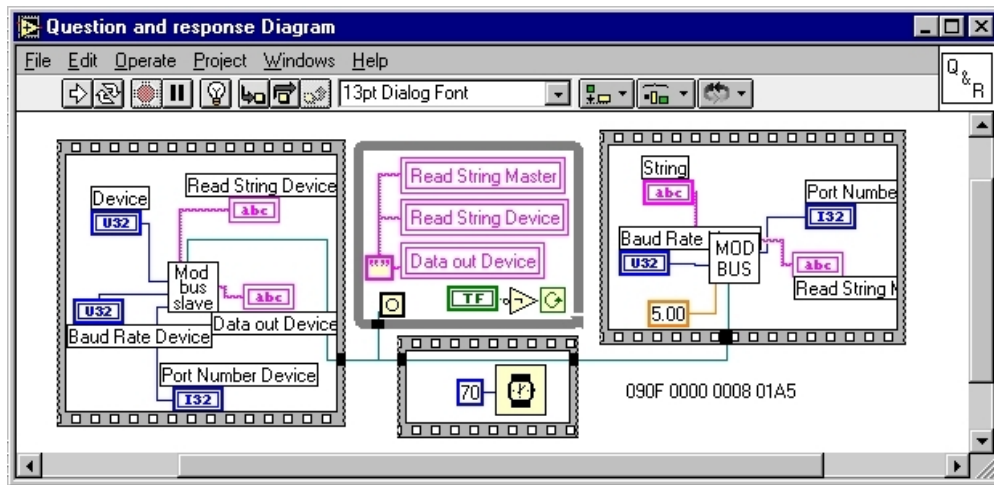 Question and response Diagram
File Edit Operate Project Windows Help
Q & R
13pt Dialog Font
Device
U32
Read String Device
abc
Mod bus slave
abc
U32
Data out Device
Baud Rate Device
Port Number Device
I32
Read String Master
Read String Device
Data out Device
TF
70
String
abc
Port Numbe
I32
Baud Rate
U32
MOD BUS
abc
Read String M
5.00
090F 0000 0008 01A5